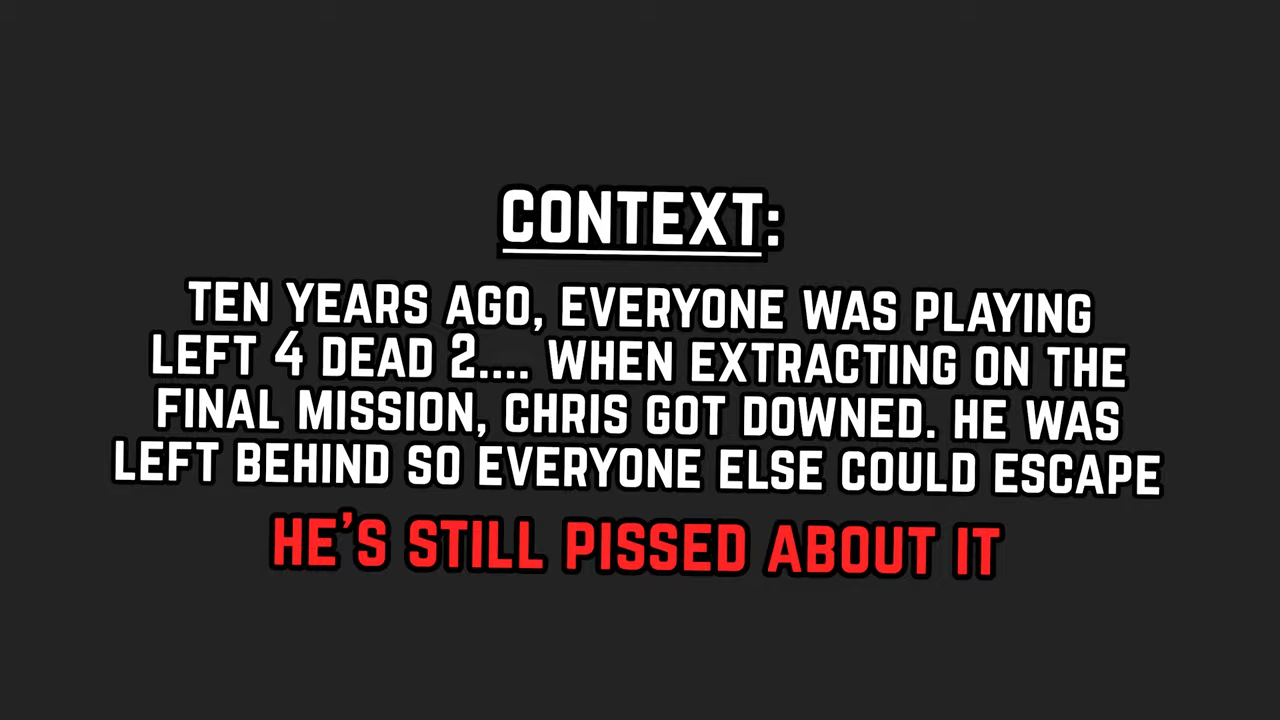 CONTEXT:
TEN YEARS AGO, EVERYONE WAS PLAYING
LEFT 4 DEAD 2.... WHEN EXTRACTING ON THE
FINAL MISSION, CHRIS GOT DOWNED. HE WAS
LEFT BEHIND SO EVERYONE ELSE COULD ESCAPE
HE'S STILL PISSED ABOUT IT